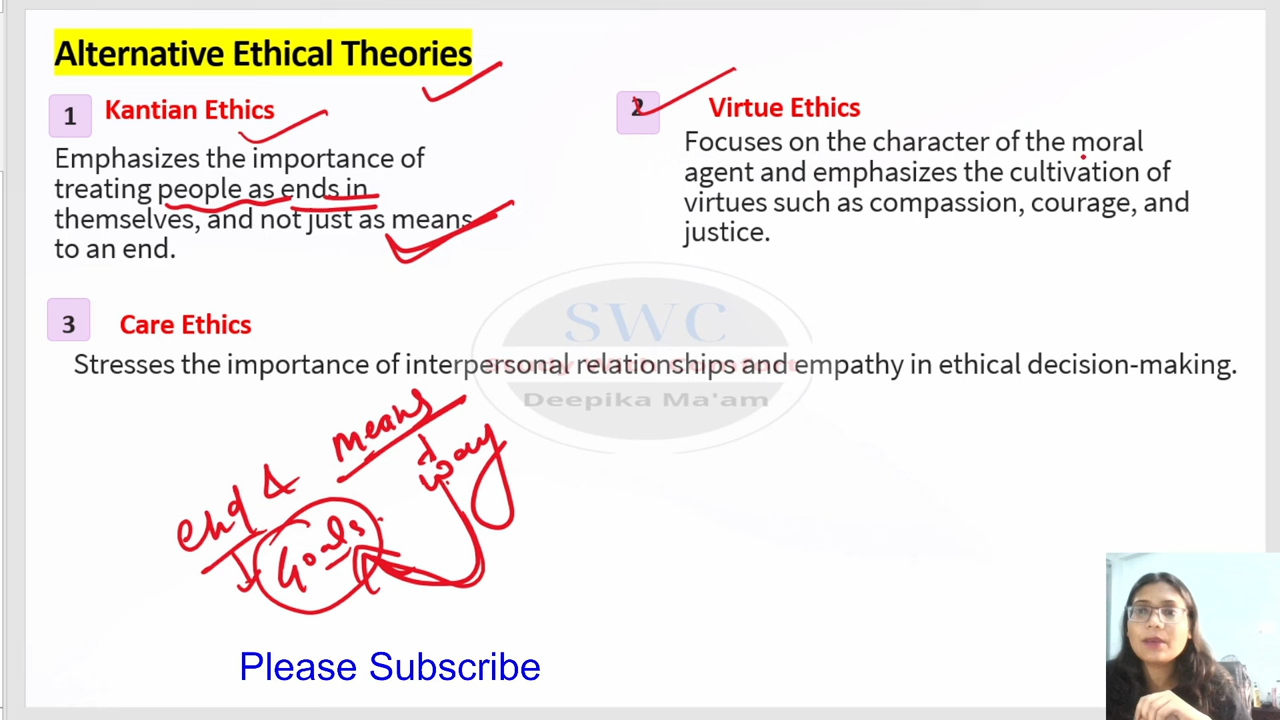 Alternative Ethical Theories
1 Kantian Ethics
Emphasizes the importance of
treating people as ends in
themselves, and not just as means
to an end.
2 Virtue Ethics
Focuses on the character of the moral
agent and emphasizes the cultivation of
virtues such as compassion, courage, and
justice.
3 Care Ethics
Stresses the importance of interpersonal relationships and empathy in ethical decision-making.
SWC
Study With Comfort
Deepika Ma'am
end & means
Goals
way
Please Subscribe